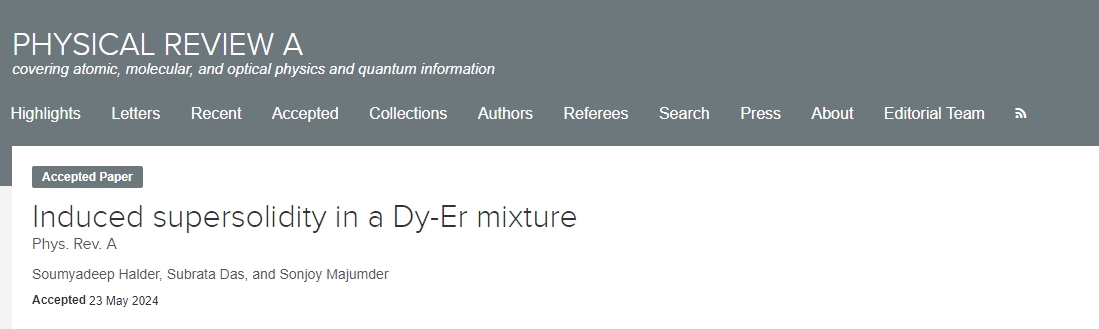 PHYSICAL REVIEW A
covering atomic, molecular, and optical physics and quantum information
Highlights Letters Recent Accepted Collections Authors Referees Search Press About Editorial Team
Accepted Paper
Induced supersolidity in a Dy-Er mixture
Phys. Rev. A
Soumyadeep Halder, Subrata Das, and Sonjoy Majumder
Accepted 23 May 2024